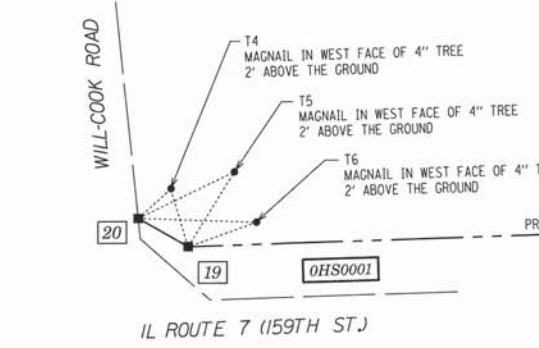 WILL-COOK ROAD
T4
MAGNAIL IN WEST FACE OF 4" TREE
2' ABOVE THE GROUND
T5
MAGNAIL IN WEST FACE OF 4" TREE
2' ABOVE THE GROUND
T6
MAGNAIL IN WEST FACE OF 4"
2' ABOVE THE GROUND
20
19
0HS0001
IL ROUTE 7 (159TH ST.)